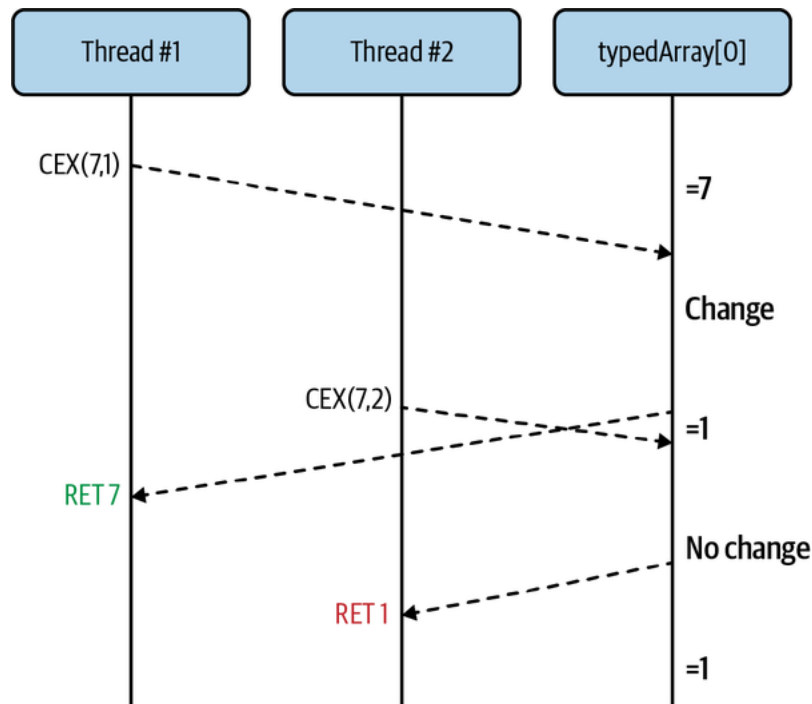 Thread #1
Thread #2
typedArray[0]
CEX(7,1)
=7
Change
CEX(7,2)
=1
RET 7
No change
RET 1
=1